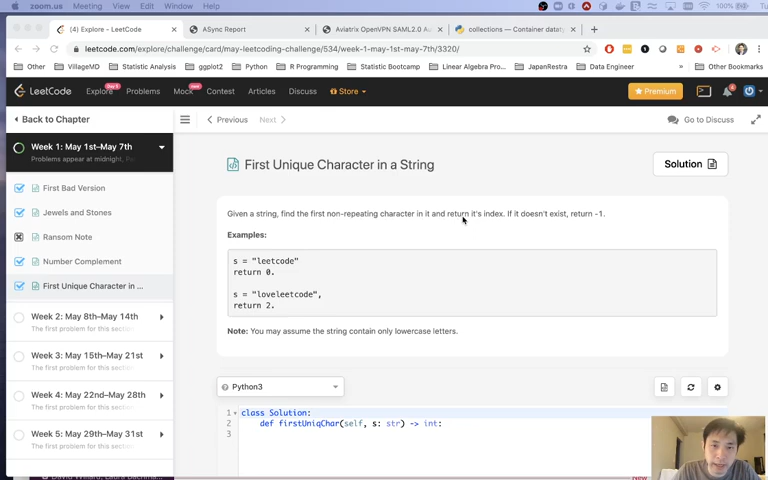 zoom.us Meeting View Edit Window Help 100%
(4) Explore - LeetCode
ASync Report
Aviatrix OpenVPN SAML2.0 Au
collections — Container dataty
leetcode.com/explore/challenge/card/may-leetcoding-challenge/534/week-1-may-1st-may-7th/3320/
Other VillageMD Statistic Analysis ggplot2 Python R Programming Statistic Bootcamp Linear Algebra Pro... JapanRestra Data Engineer » Other Bookmarks
LeetCode Explore Problems Mock Contest Articles Discuss Store Premium
Back to Chapter
Previous Next Go to Discuss
Week 1: May 1st–May 7th
Problems appear at midnight,
First Bad Version
Jewels and Stones
Ransom Note
Number Complement
First Unique Character in ...
Week 2: May 8th–May 14th
The first problem for this sectio
Week 3: May 15th–May 21st
The first problem for this sectio
Week 4: May 22nd–May 28th
The first problem for this sectio
Week 5: May 29th–May 31st
The first problem for this sectio
First Unique Character in a String
Solution
Given a string, find the first non-repeating character in it and return it's index. If it doesn't exist, return -1.
Examples:
s = "leetcode"
return 0.
s = "loveleetcode",
return 2.
Note: You may assume the string contain only lowercase letters.
Python3
1 class Solution:
2 def firstUniqChar(self, s: str) -> int:
3
New